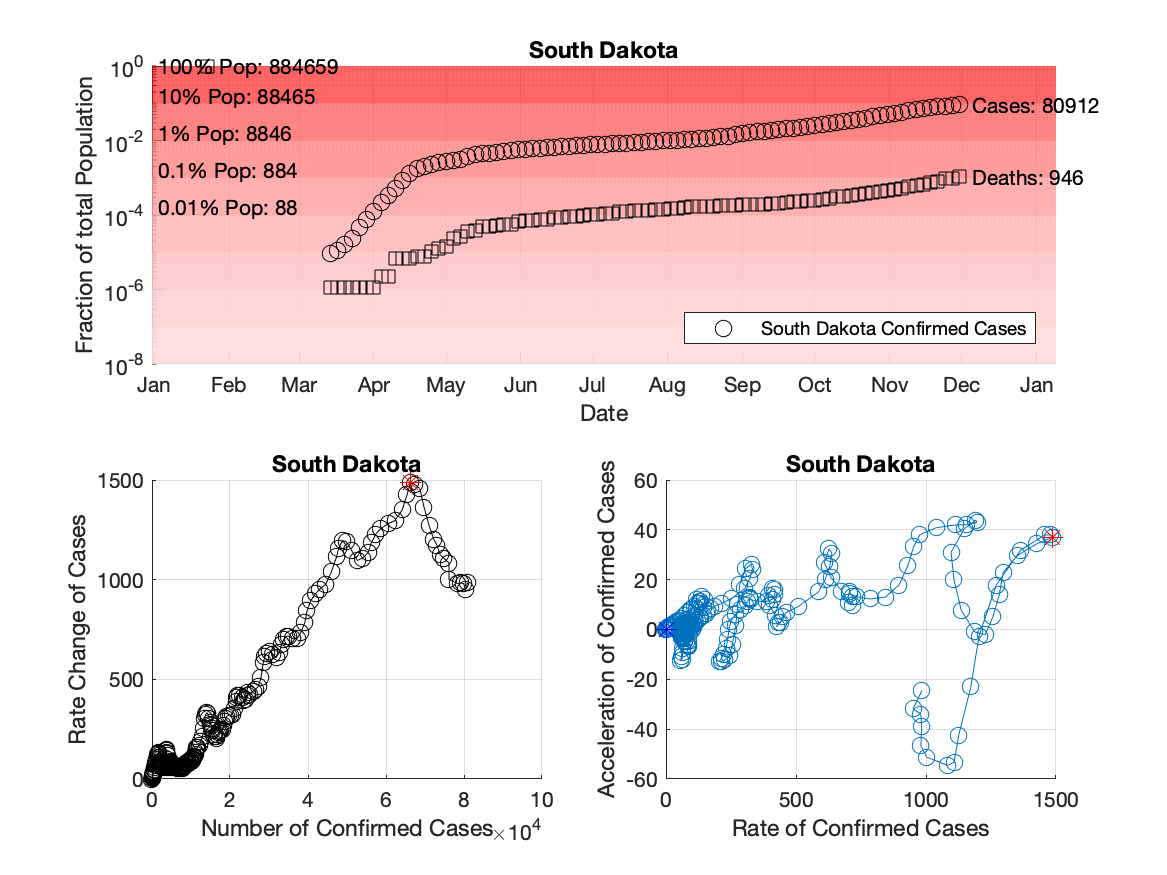 South Dakota
10^0
10^-2
10^-4
10^-6
10^-8
Fraction of total Population
100% Pop: 884659
10% Pop: 88465
1% Pop: 8846
0.1% Pop: 884
0.01% Pop: 88
Cases: 80912
Deaths: 946
South Dakota Confirmed Cases
Jan Feb Mar Apr May Jun Jul Aug Sep Oct Nov Dec Jan
Date
South Dakota
1500
1000
500
0
Rate Change of Cases
0 2 4 6 8 10
Number of Confirmed Cases ×10^4
South Dakota
60
40
20
0
-20
-40
-60
Acceleration of Confirmed Cases
0 500 1000 1500
Rate of Confirmed Cases